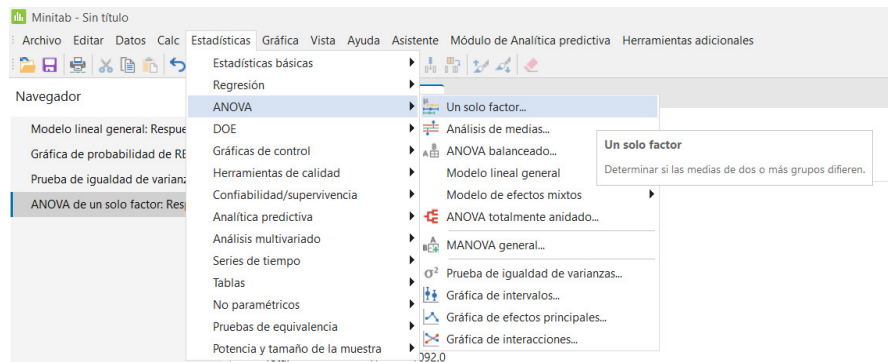 Minitab - Sin título
Archivo Editar Datos Calc Estadísticas Gráfica Vista Ayuda Asistente Módulo de Analítica predictiva Herramientas adicionales
Navegador
Modelo lineal general: Respue
Gráfica de probabilidad de RE
Prueba de igualdad de varianz
ANOVA de un solo factor: Resp
Estadísticas básicas
Regresión
ANOVA
DOE
Gráficas de control
Herramientas de calidad
Confiabilidad/supervivencia
Analítica predictiva
Análisis multivariado
Series de tiempo
Tablas
No paramétricos
Pruebas de equivalencia
Potencia y tamaño de la muestra
Un solo factor...
Análisis de medias...
ANOVA balanceado...
Modelo lineal general
Modelo de efectos mixtos
ANOVA totalmente anidado...
MANOVA general...
σ² Prueba de igualdad de varianzas...
Gráfica de intervalos...
Gráfica de efectos principales...
Gráfica de interacciones...
Un solo factor
Determinar si las medias de dos o más grupos difieren.
092.0